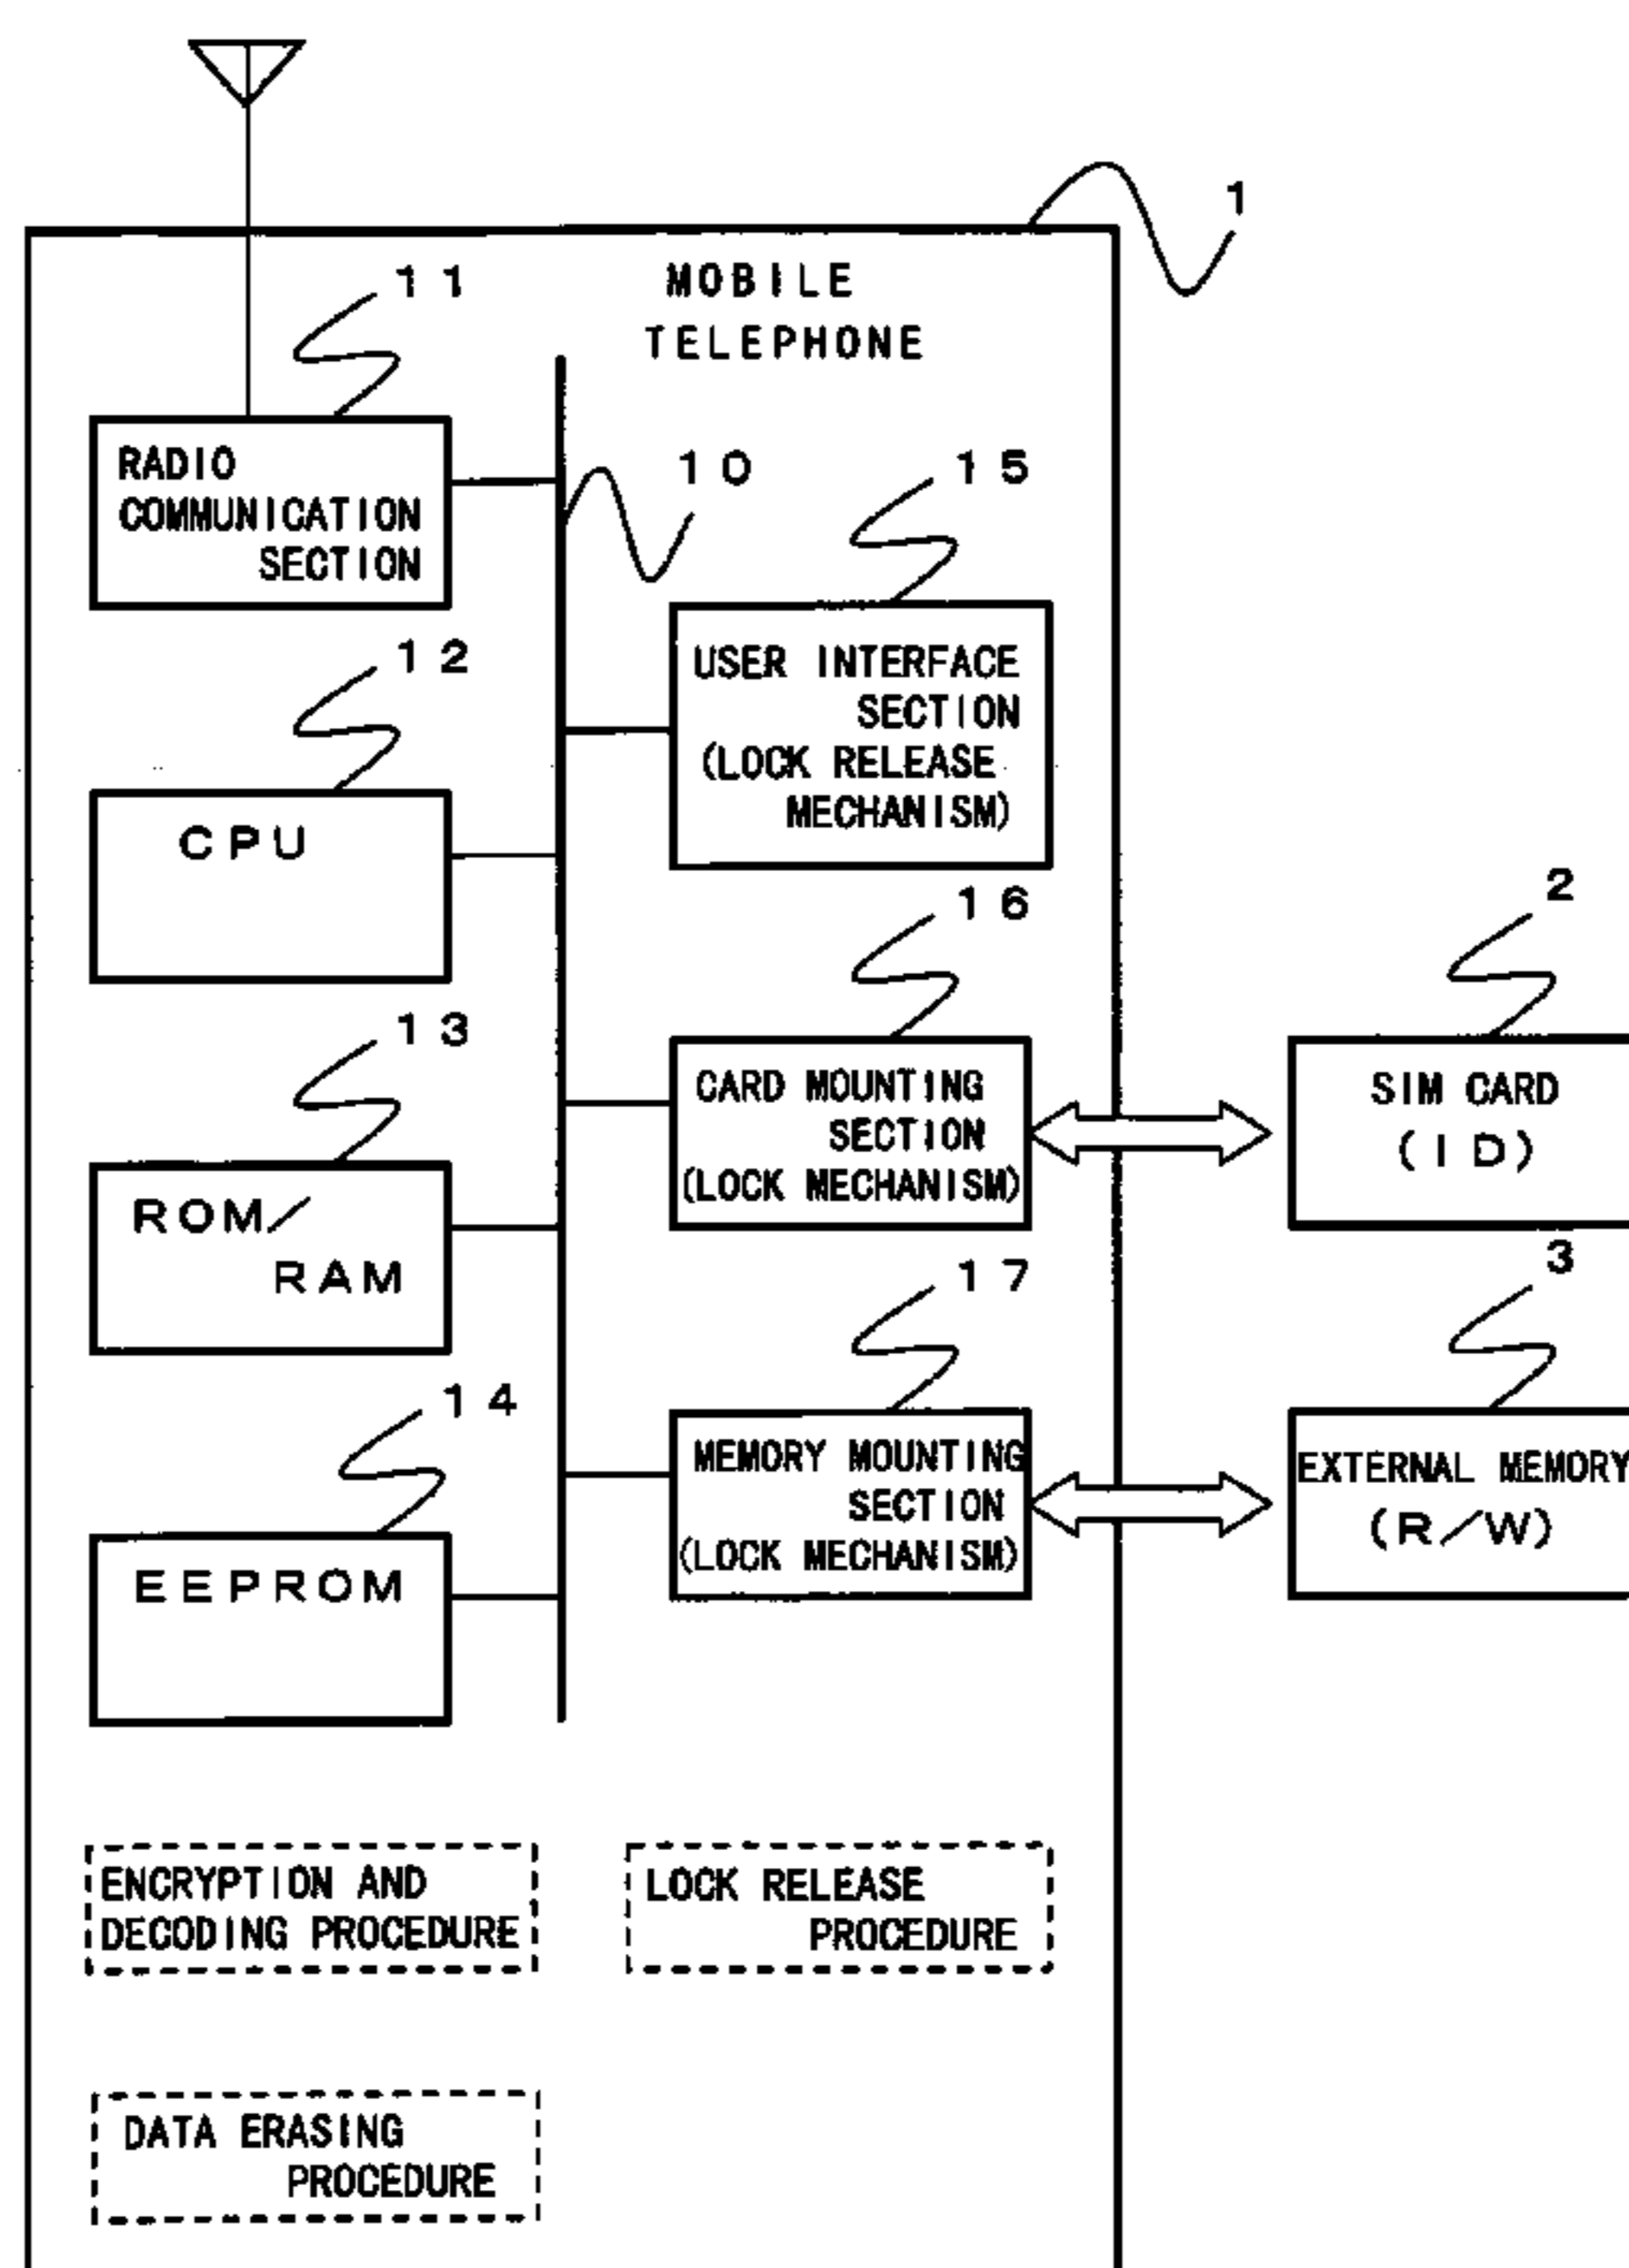 1
MOBILE
TELEPHONE
11
RADIO
COMMUNICATION
SECTION
10
15
USER INTERFACE
SECTION
(LOCK RELEASE
MECHANISM)
12
CPU
16
CARD MOUNTING
SECTION
(LOCK MECHANISM)
2
SIM CARD
(ID)
13
ROM/
RAM
17
MEMORY MOUNTING
SECTION
(LOCK MECHANISM)
3
EXTERNAL MEMORY
(R/W)
14
EEPROM
ENCRYPTION AND
DECODING PROCEDURE
LOCK RELEASE
PROCEDURE
DATA ERASING
PROCEDURE